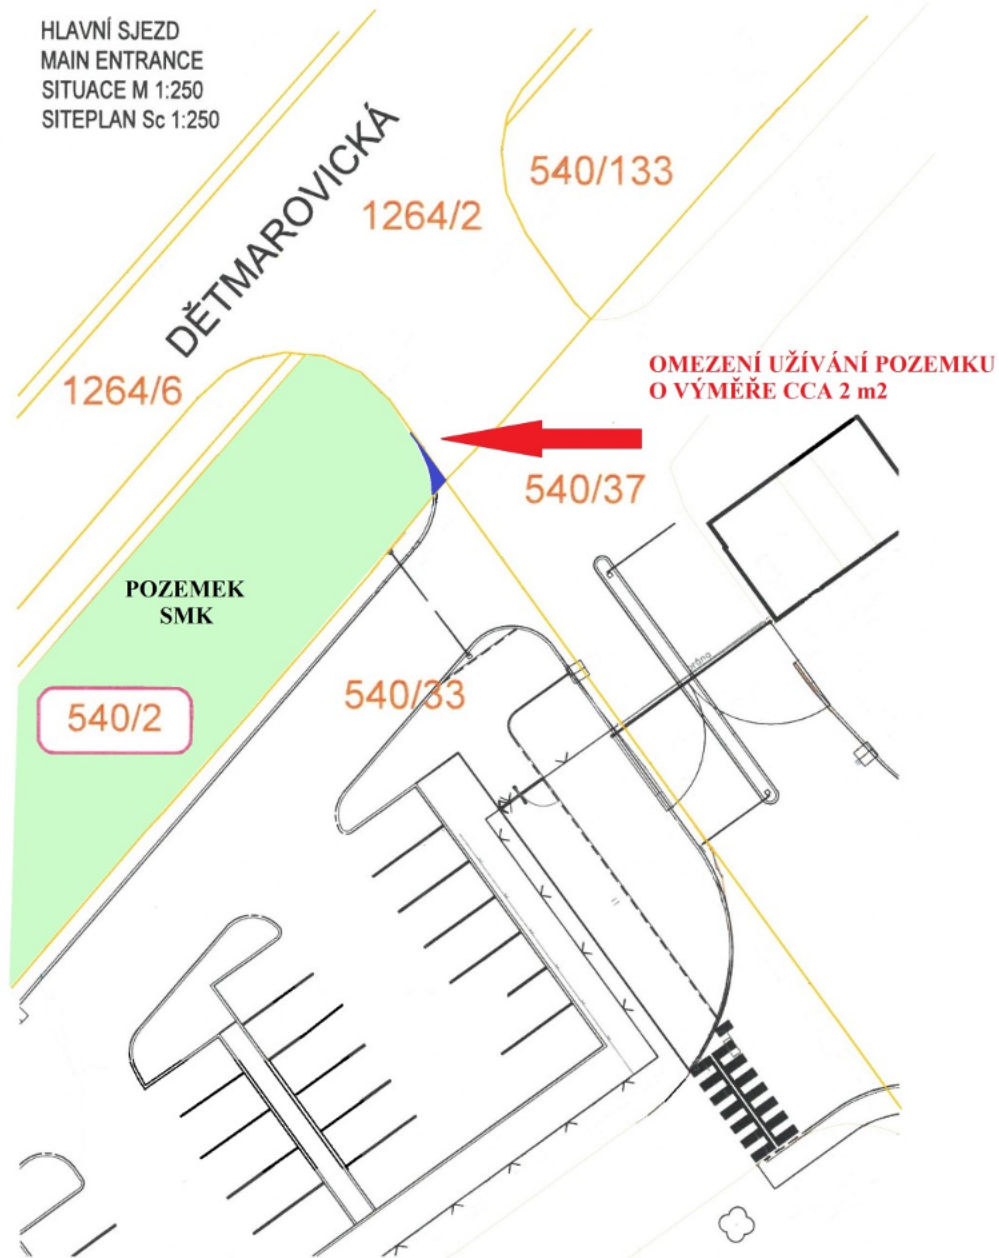 HLAVNÍ SJEZD
MAIN ENTRANCE
SITUACE M 1:250
SITEPLAN Sc 1:250
DĚTMAROVICKÁ
540/133
1264/2
1264/6
OMEZENÍ UŽÍVÁNÍ POZEMKU
O VÝMĚŘE CCA 2 m2
540/37
POZEMEK
SMK
540/33
540/2